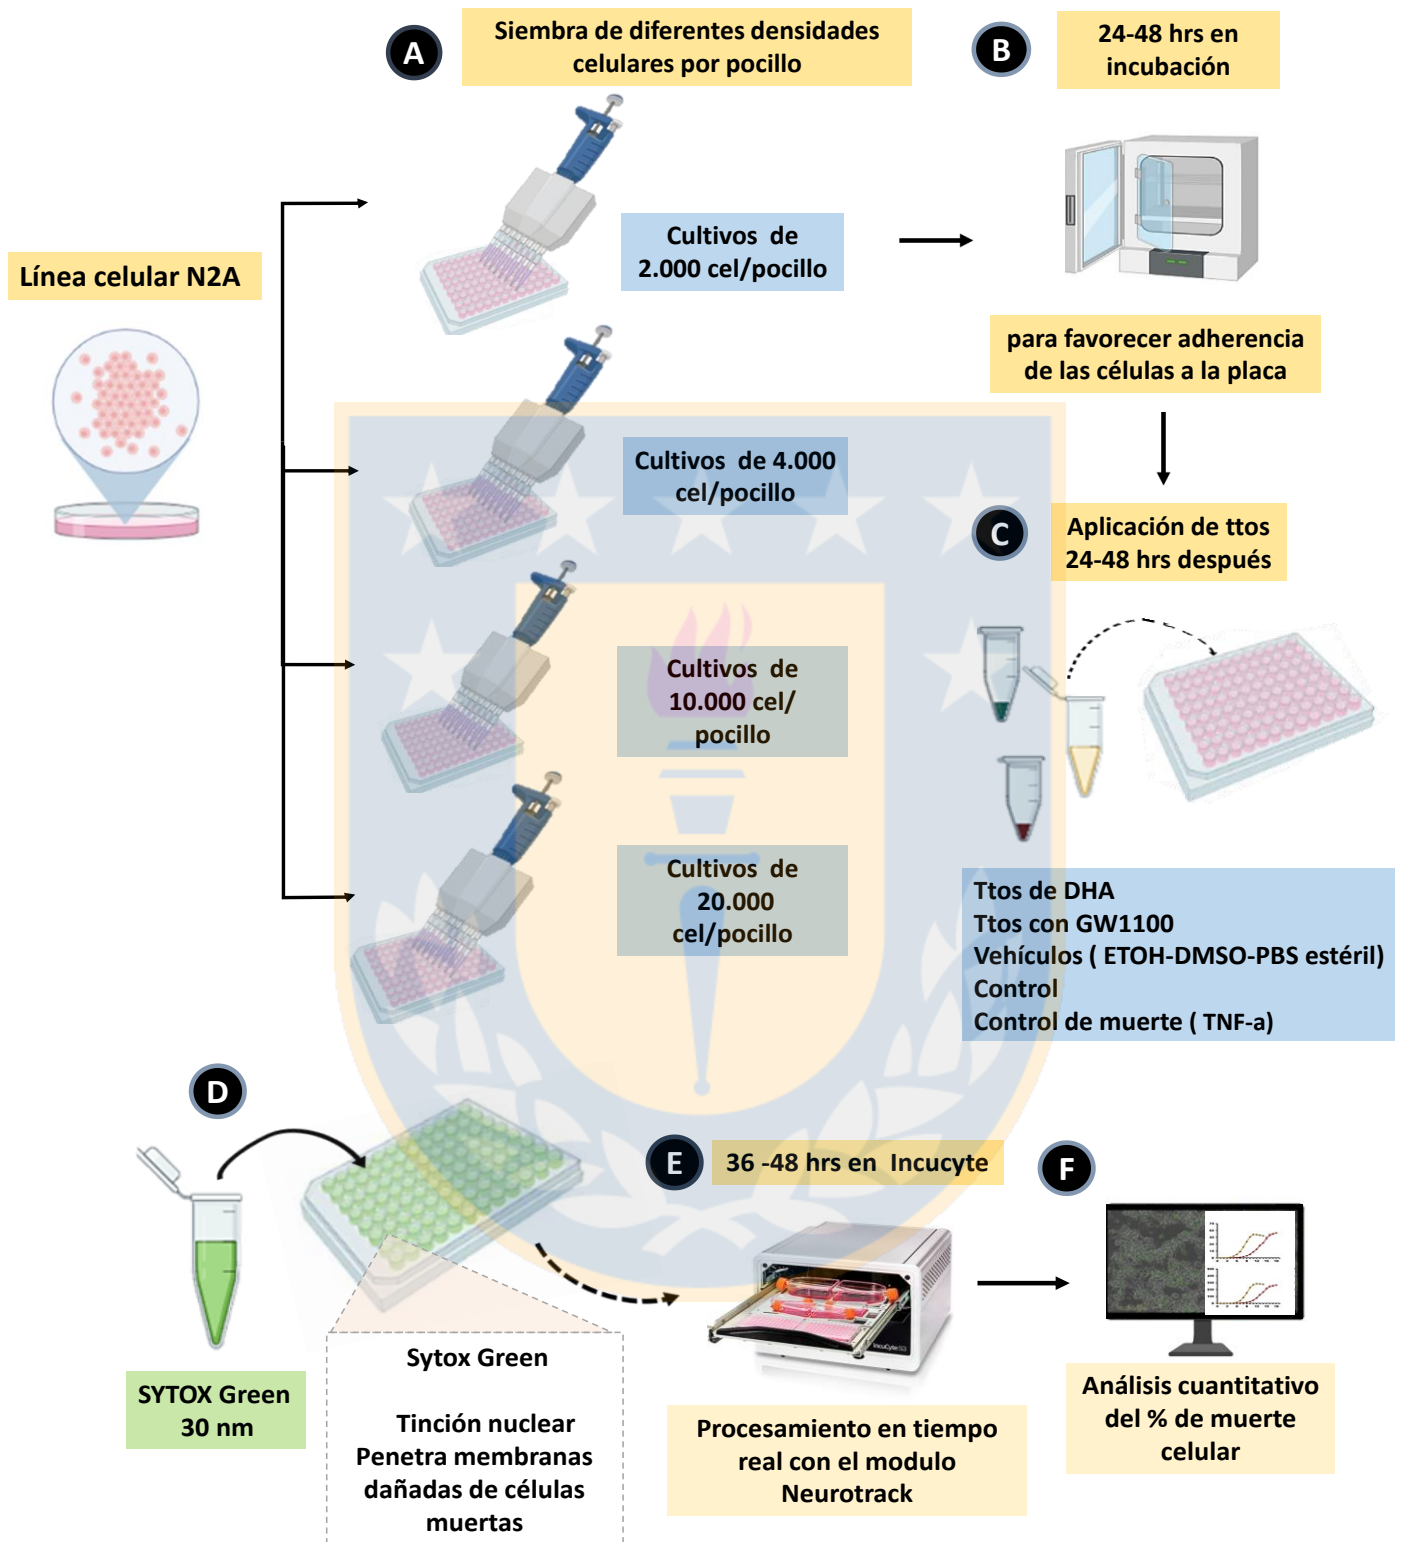 A
Siembra de diferentes densidades
celulares por pocillo
B
24-48 hrs en
incubación
Línea celular N2A
Cultivos de
2.000 cel/pocillo
para favorecer adherencia
de las células a la placa
Cultivos de 4.000
cel/pocillo
C
Aplicación de ttos
24-48 hrs después
Cultivos de
10.000 cel/
pocillo
Cultivos de
20.000
cel/pocillo
Ttos de DHA
Ttos con GW1100
Vehículos ( ETOH-DMSO-PBS estéril)
Control
Control de muerte ( TNF-a)
D
SYTOX Green
30 nm
Sytox Green
Tinción nuclear
Penetra membranas
dañadas de células
muertas
E
36 -48 hrs en Incucyte
IncuCyte S3
Procesamiento en tiempo
real con el modulo
Neurotrack
F
Análisis cuantitativo
del % de muerte
celular